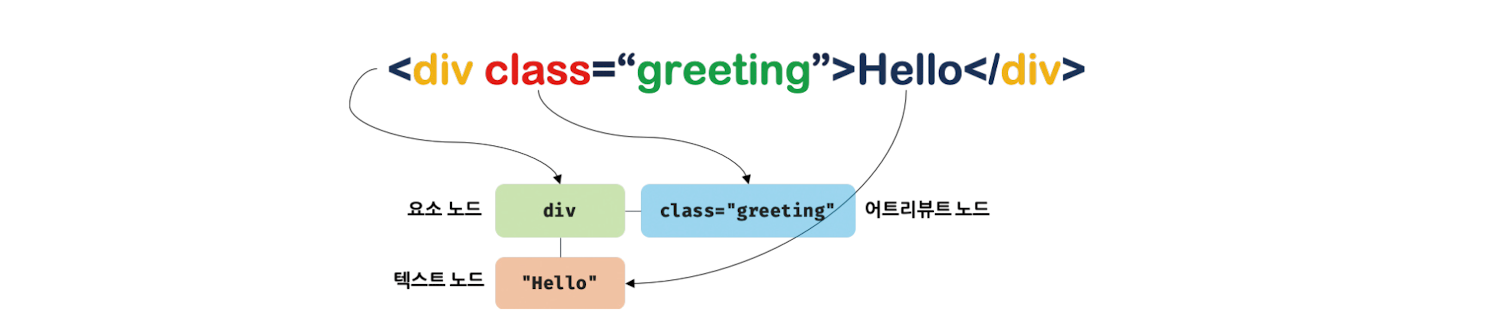 <div class=“greeting”>Hello</div>
요소 노드 div class="greeting" 어트리뷰트 노드
텍스트 노드 "Hello"